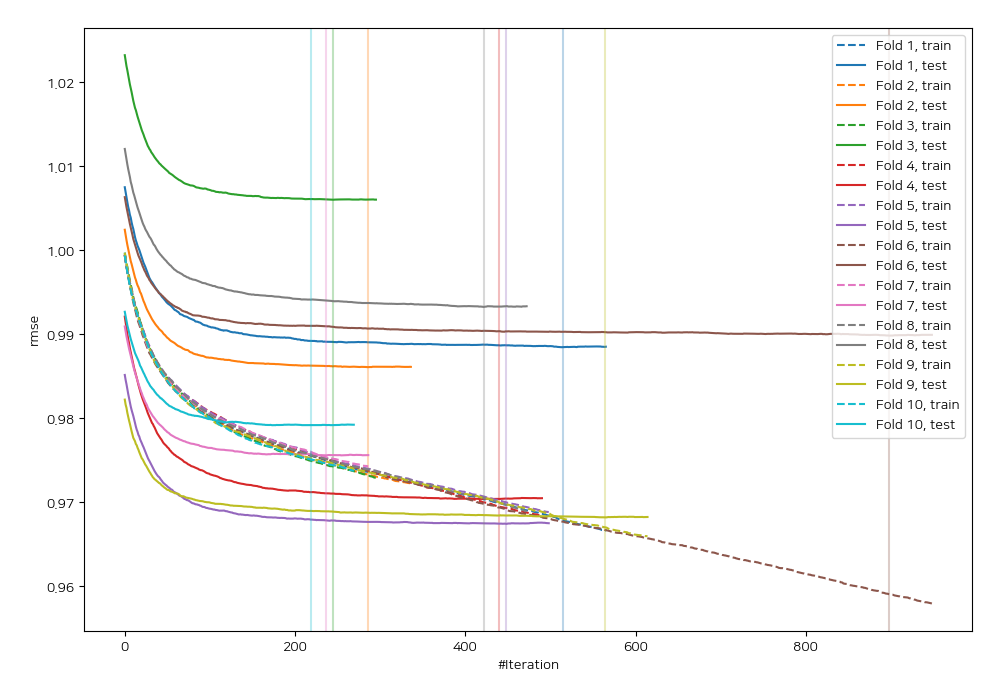 1,02
1,01
1,00
0,99
0,98
0,97
0,96
rmse
0
200
400
600
800
#Iteration
Fold 1, train
Fold 1, test
Fold 2, train
Fold 2, test
Fold 3, train
Fold 3, test
Fold 4, train
Fold 4, test
Fold 5, train
Fold 5, test
Fold 6, train
Fold 6, test
Fold 7, train
Fold 7, test
Fold 8, train
Fold 8, test
Fold 9, train
Fold 9, test
Fold 10, train
Fold 10, test